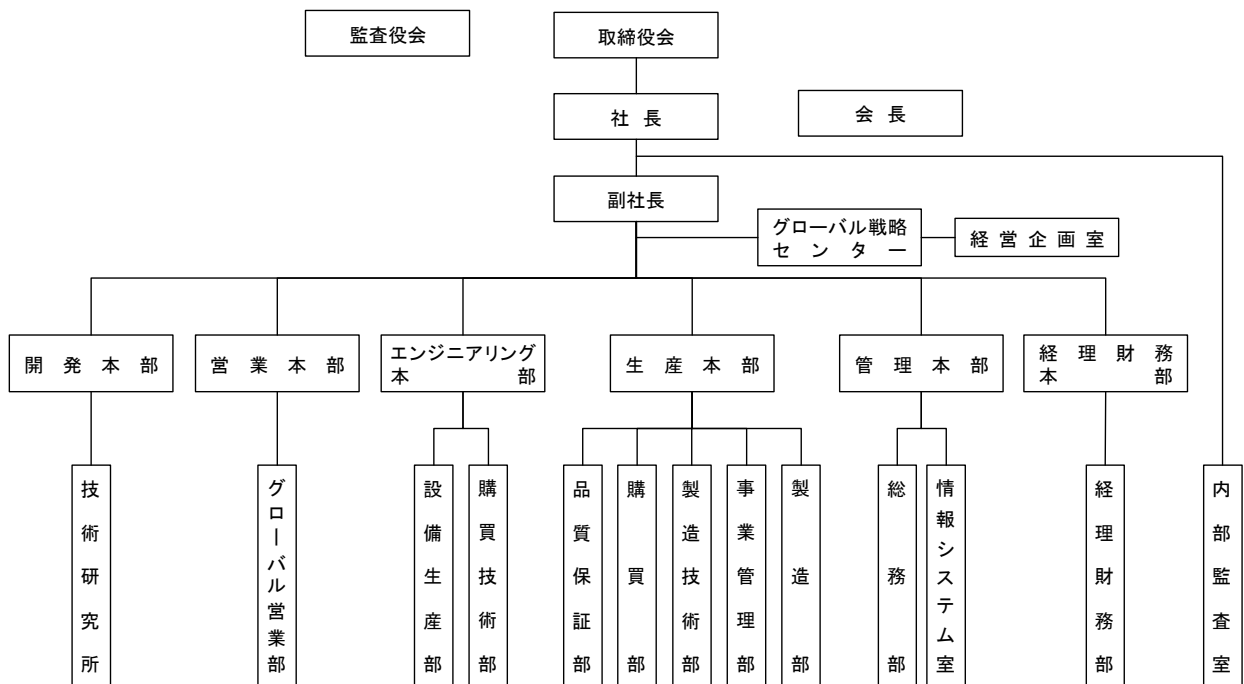 監査役会
取締役会
社長
会長
副社長
グローバル戦略
センター
経営企画室
開発本部
営業本部
エンジニアリング
本部
生産本部
管理本部
経理財務
本部
技術研究所
グローバル営業部
設備生産部
購買技術部
品質保証部
購買部
製造技術部
事業管理部
製造部
総務部
情報システム室
経理財務部
内部監査室